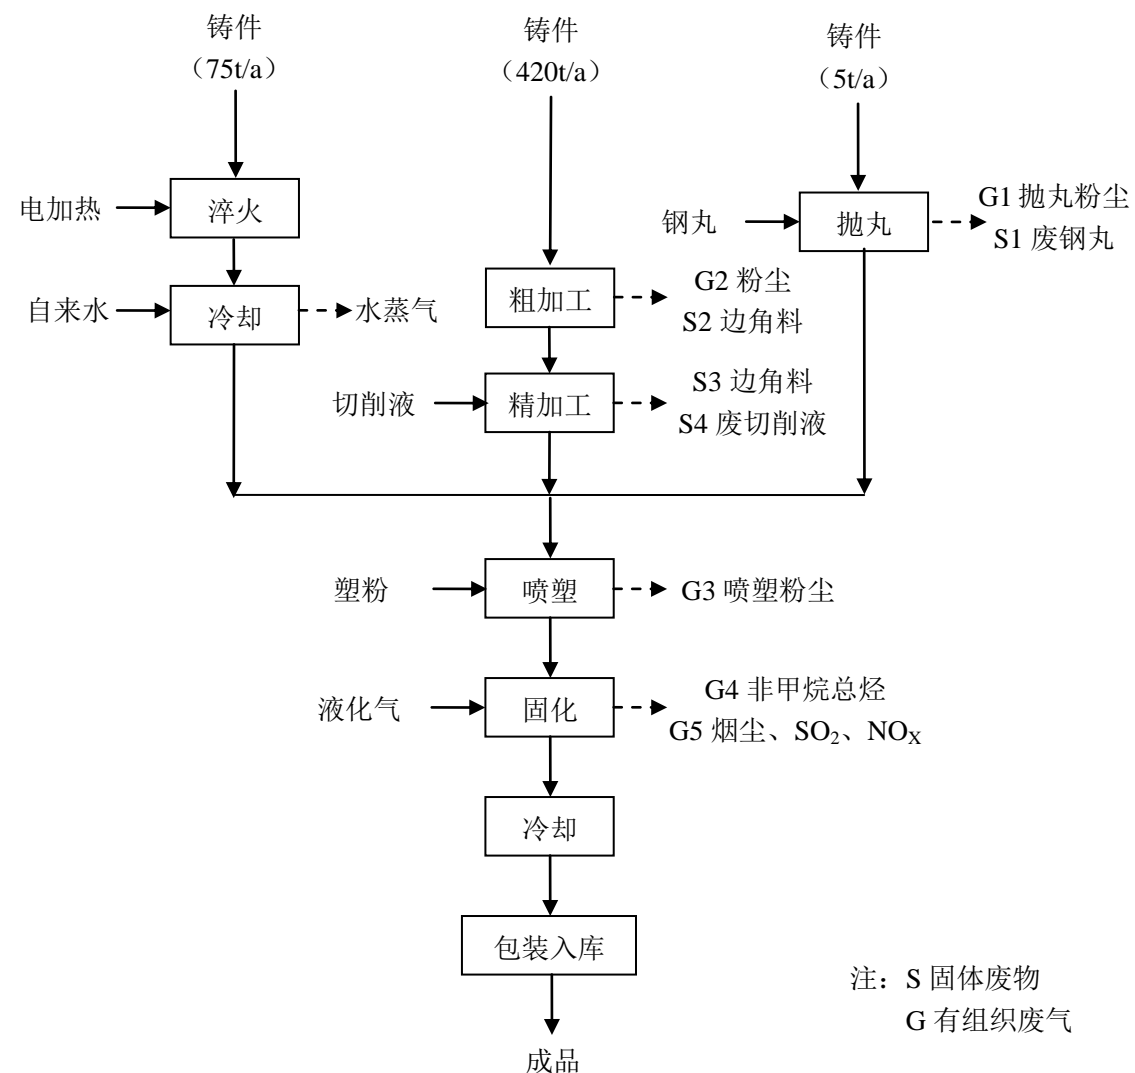 铸件
（75t/a）
铸件
（420t/a）
铸件
（5t/a）
电加热
淬火
钢丸
抛丸
G1 抛丸粉尘
S1 废钢丸
自来水
冷却
水蒸气
粗加工
G2 粉尘
S2 边角料
切削液
精加工
S3 边角料
S4 废切削液
塑粉
喷塑
G3 喷塑粉尘
液化气
固化
G4 非甲烷总烃
G5 烟尘、SO₂、NOX
冷却
包装入库
注：S 固体废物
G 有组织废气
成品